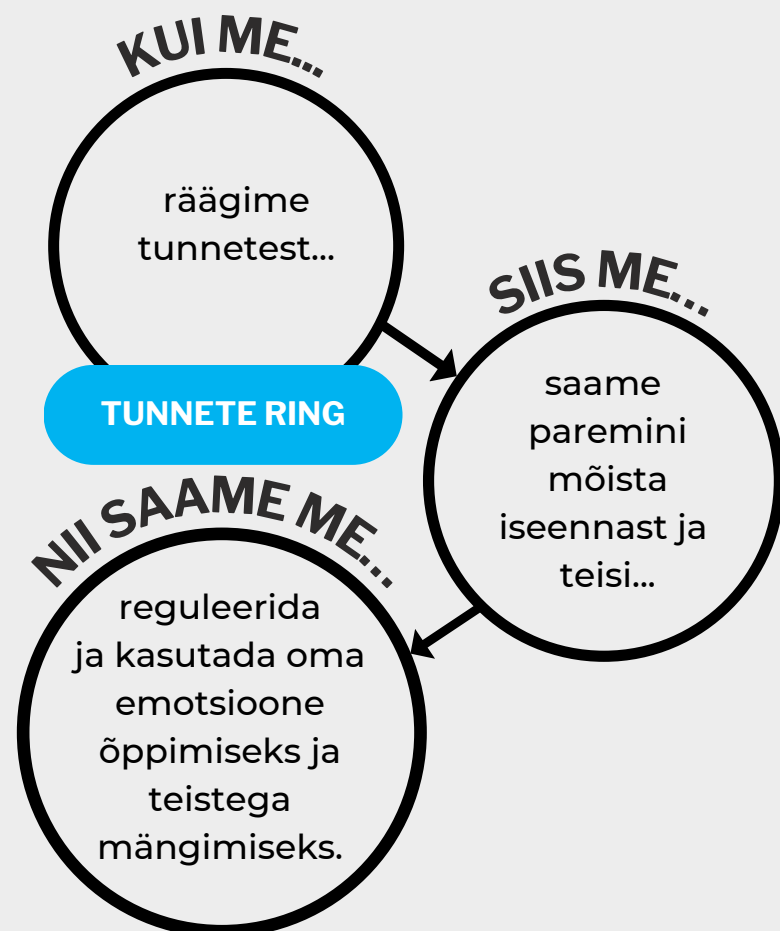 KUI ME...
räägime
tunnetest...
SIIS ME...
saame
paremini
mõista
iseennast ja
teisi...
TUNNETE RING
NII SAAME ME...
reguleerida
ja kasutada oma
emotsioone
õppimiseks ja
teistega
mängimiseks.